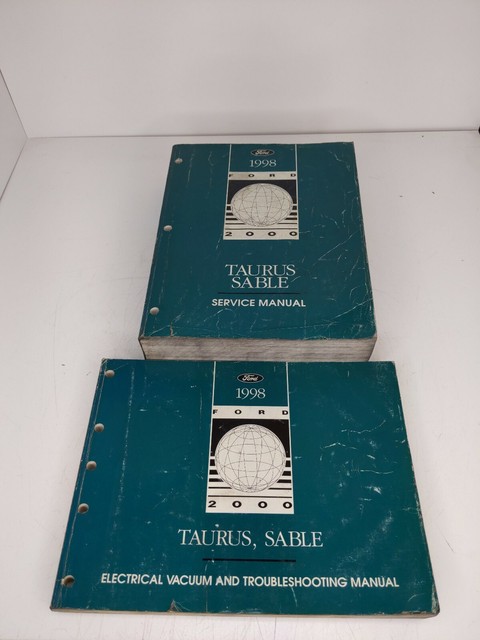 Ford
1998
FORD
2000
TAURUS
SABLE
SERVICE MANUAL
Ford
1998
FORD
2000
TAURUS, SABLE
ELECTRICAL VACUUM AND TROUBLESHOOTING MANUAL